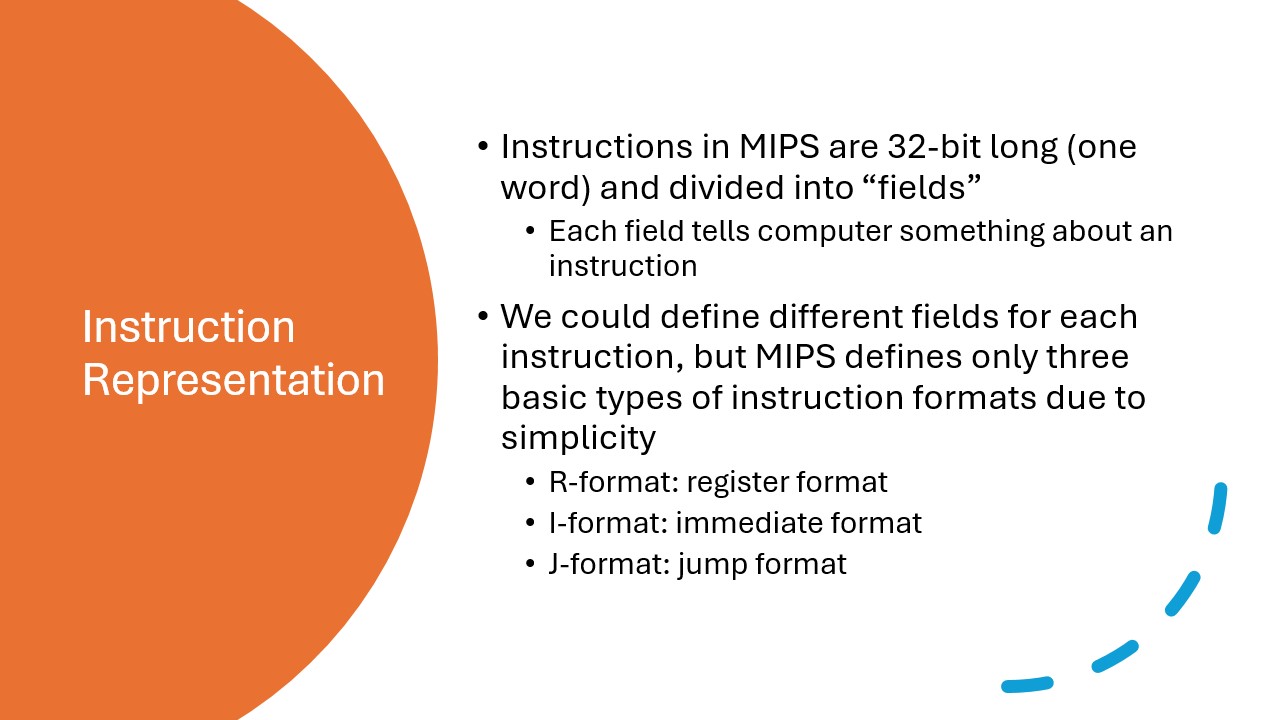 Instruction
Representation
• Instructions in MIPS are 32-bit long (one
word) and divided into “fields”
• Each field tells computer something about an
instruction
• We could define different fields for each
instruction, but MIPS defines only three
basic types of instruction formats due to
simplicity
• R-format: register format
• I-format: immediate format
• J-format: jump format